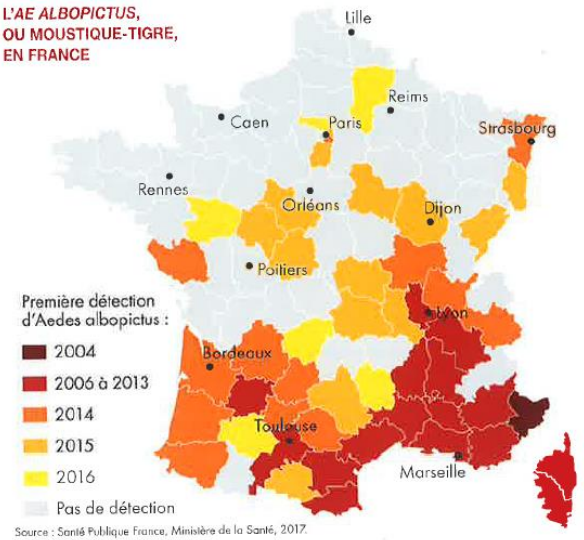 L'AE ALBOPICTUS,
OU MOUSTIQUE-TIGRE,
EN FRANCE
Lille
Reims
Caen
Paris
Strasbourg
Rennes
Orléans
Dijon
Poitiers
Première détection
d'Aedes albopictus :
Lyon
2004
Bordeaux
2006 à 2013
2014
2015
Toulouse
2016
Marseille
Pas de détection
Source : Santé Publique France, Ministère de la Santé, 2017.